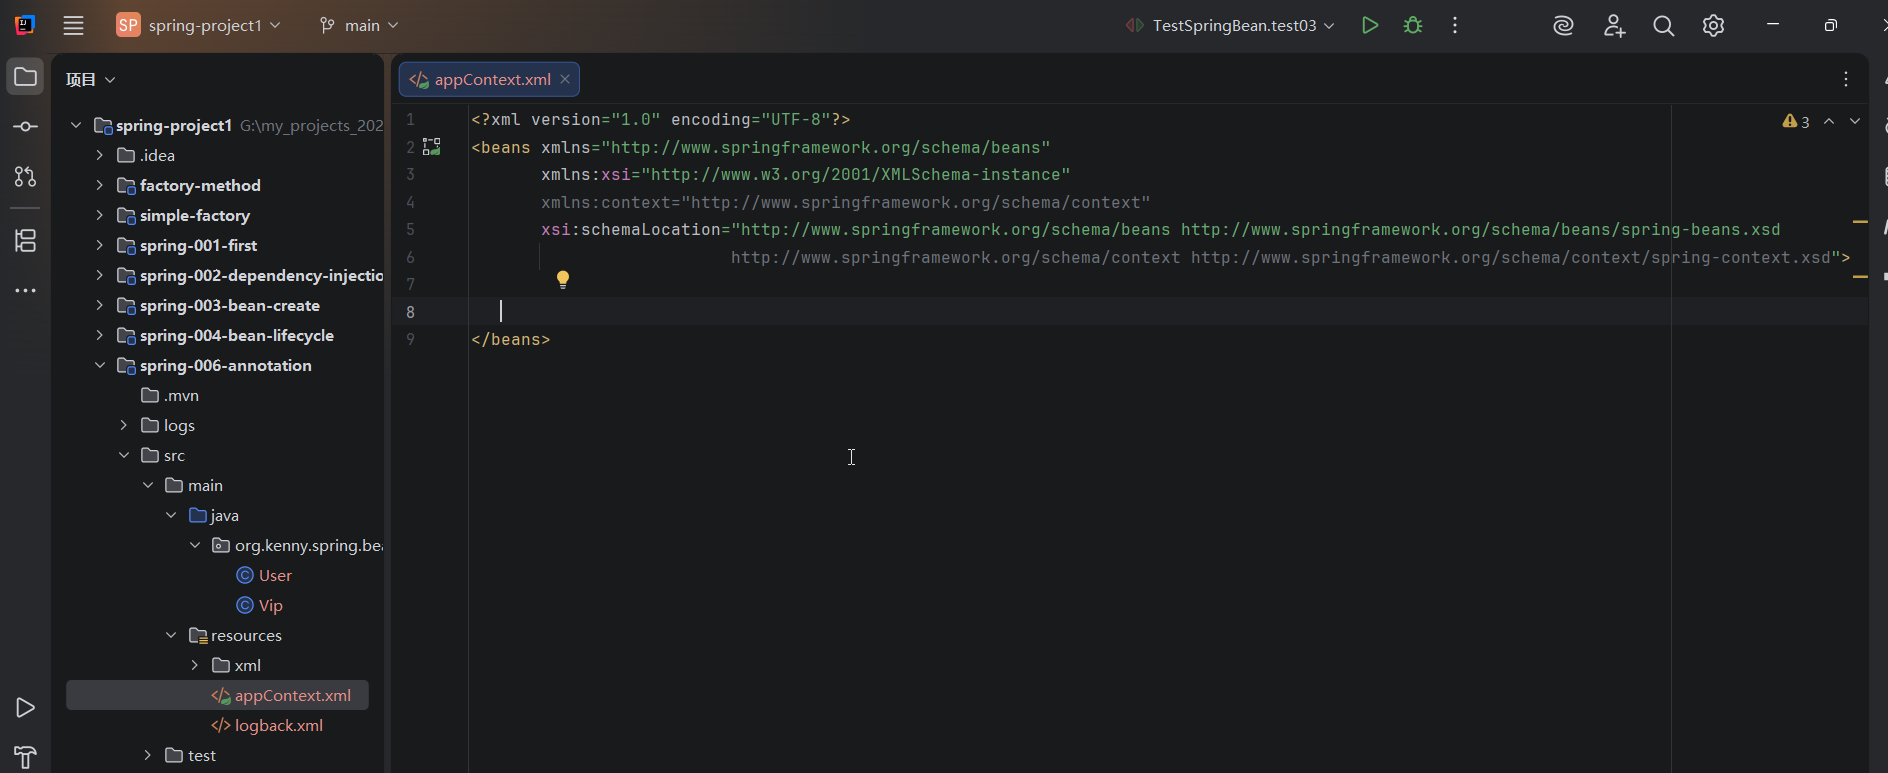 SP spring-project1 main TestSpringBean.test03
项目
spring-project1 G:\my_projects_202
.idea
factory-method
simple-factory
spring-001-first
spring-002-dependency-injectio
spring-003-bean-create
spring-004-bean-lifecycle
spring-006-annotation
.mvn
logs
src
main
java
org.kenny.spring.bea
User
Vip
resources
xml
appContext.xml
logback.xml
test
appContext.xml
3
1 <?xml version="1.0" encoding="UTF-8"?>
2 <beans xmlns="http://www.springframework.org/schema/beans"
3 xmlns:xsi="http://www.w3.org/2001/XMLSchema-instance"
4 xmlns:context="http://www.springframework.org/schema/context"
5 xsi:schemaLocation="http://www.springframework.org/schema/beans http://www.springframework.org/schema/beans/spring-beans.xsd
6 http://www.springframework.org/schema/context http://www.springframework.org/schema/context/spring-context.xsd">
7
8
9 </beans>